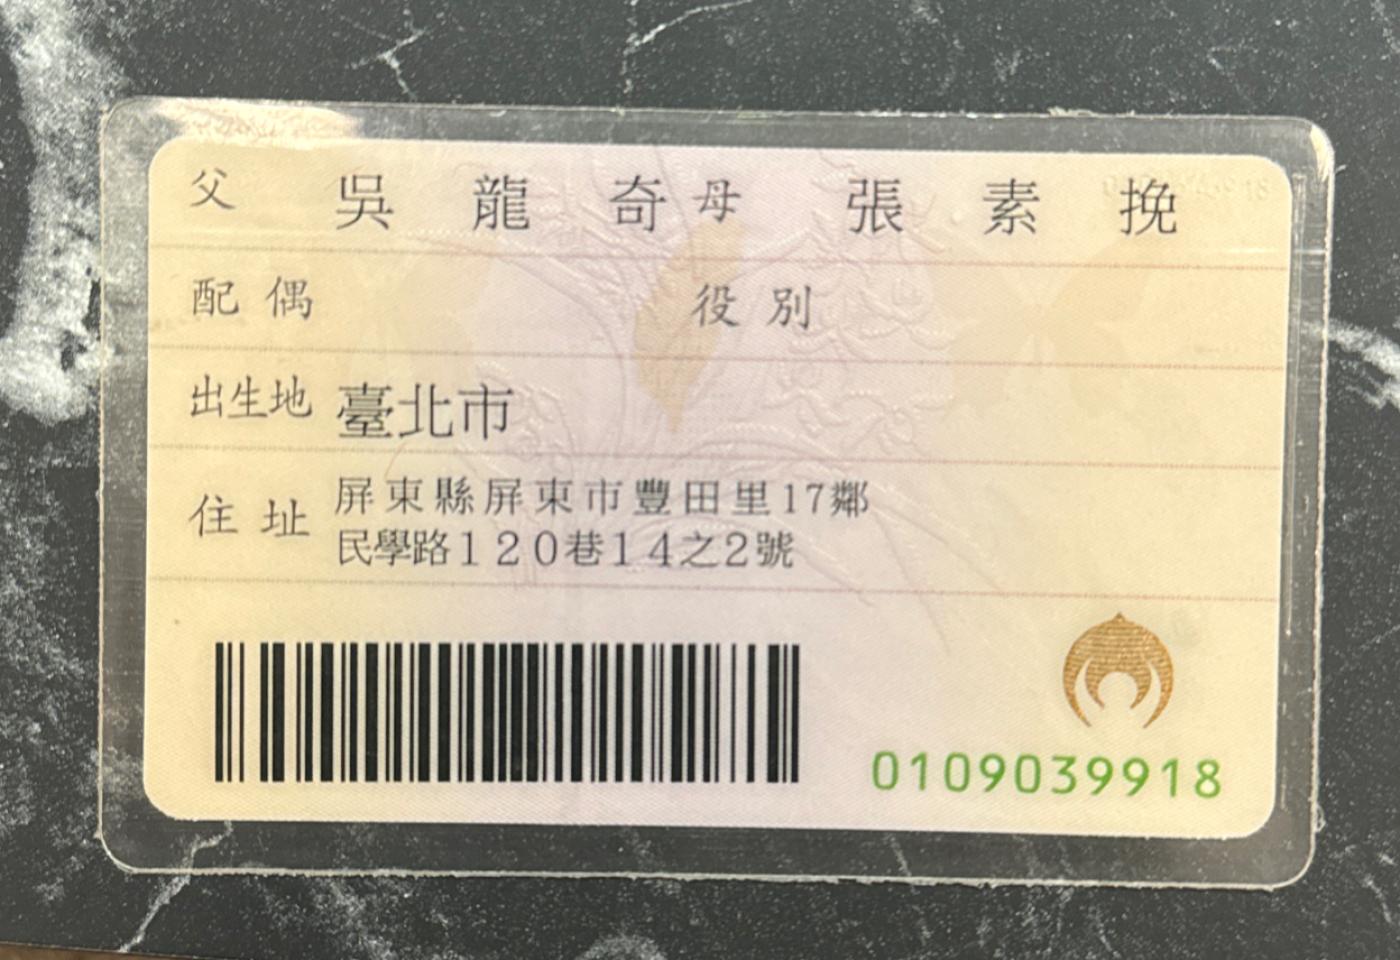 父 吳龍奇 母 張素挽
配偶 役別
出生地 臺北市
住址 屏東縣屏東市豐田里17鄰
民學路120巷14之2號
0109039918